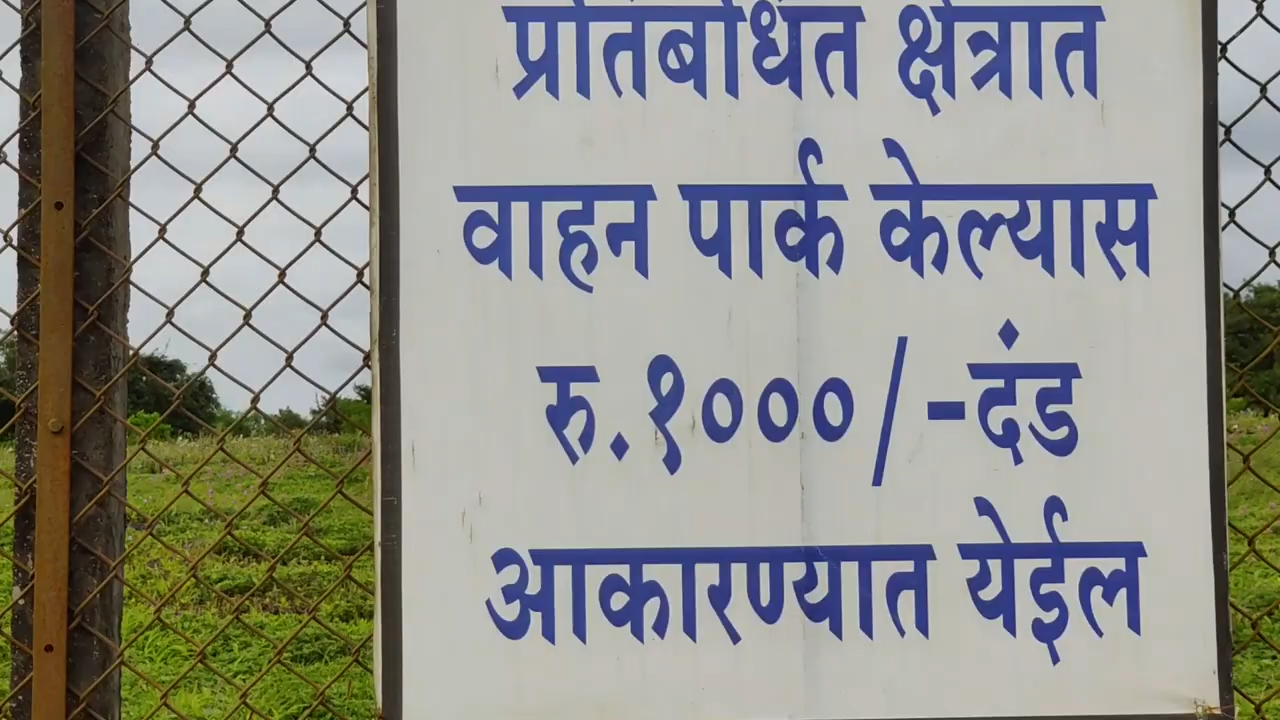 प्रतिबंधित क्षेत्रात
वाहन पार्क केल्यास
रु.१०००/-दंड
आकारण्यात येईल